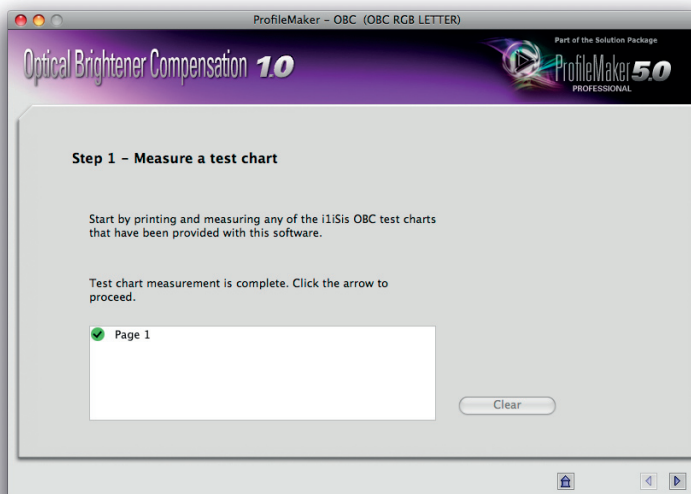 ProfileMaker – OBC (OBC RGB LETTER)
Optical Brightener Compensation 1.0
Part of the Solution Package
ProfileMaker 5.0
PROFESSIONAL
Step 1 – Measure a test chart
Start by printing and measuring any of the i1iSis OBC test charts
that have been provided with this software.
Test chart measurement is complete. Click the arrow to
proceed.
Page 1
Clear